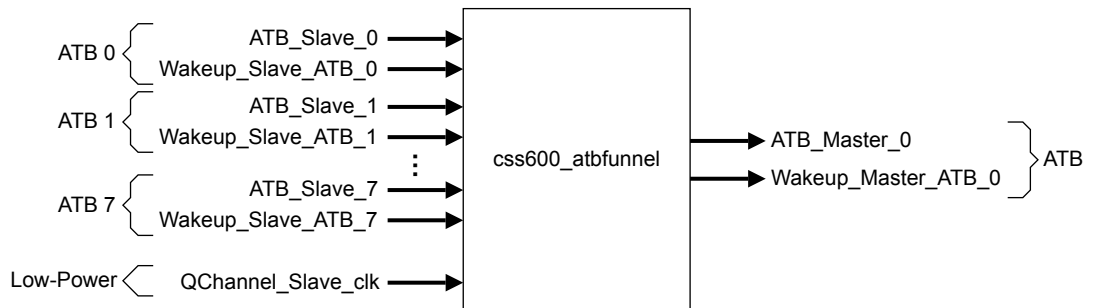 ATB 0
ATB_Slave_0
Wakeup_Slave_ATB_0
ATB 1
ATB_Slave_1
Wakeup_Slave_ATB_1
⋮
ATB 7
ATB_Slave_7
Wakeup_Slave_ATB_7
Low-Power
QChannel_Slave_clk
css600_atbfunnel
ATB_Master_0
Wakeup_Master_ATB_0
ATB